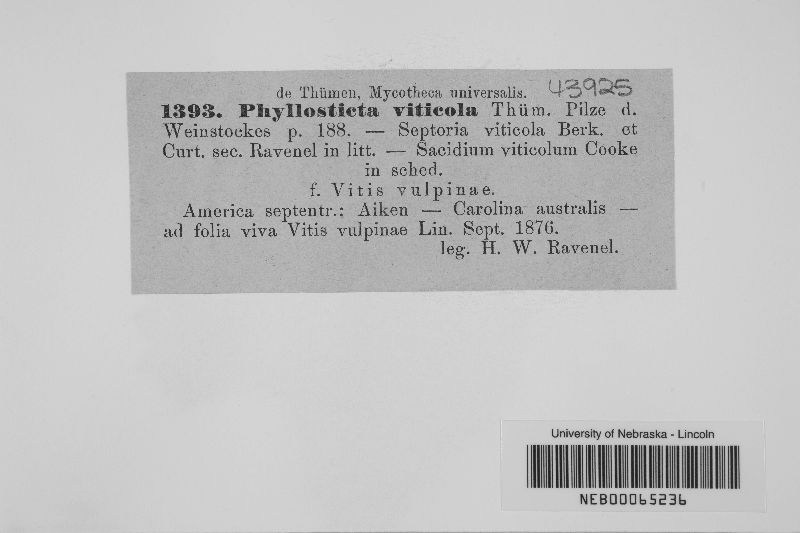 de Thümen, Mycotheca universalis. 43925
1393. Phyllosticta viticola Thüm. Pilze d.
Weinstockes p. 188. — Septoria viticola Berk. et
Curt. sec. Ravenel in litt. — Sacidium viticolum Cooke
in sched.
f. Vitis vulpinae.
America septentr.: Aiken — Carolina australis —
ad folia viva Vitis vulpinae Lin. Sept. 1876.
leg. H. W. Ravenel.
University of Nebraska - Lincoln
NEB00065236